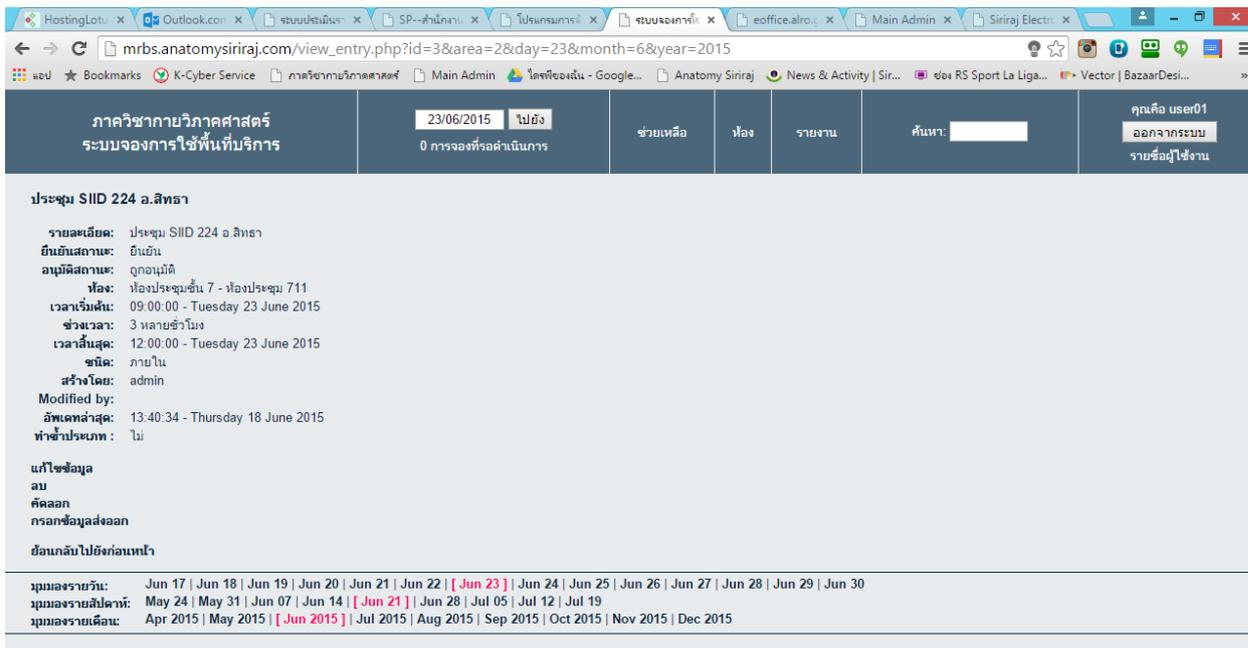 HostingLotu
Outlook.com
ระบบประเมินรา
SP--สำนักงาน
โปรแกรมการจ
ระบบจองการใช
eoffice.alro.g
Main Admin
Siriraj Electro
mrbs.anatomysiriraj.com/view_entry.php?id=3&area=2&day=23&month=6&year=2015
แอป Bookmarks K-Cyber Service ภาควิชากายวิภาคศาสตร์ Main Admin ไดรฟ์ของฉัน - Google... Anatomy Siriraj News & Activity | Sir... ช่อง RS Sport La Liga... Vector | BazaarDesi... »
ภาควิชากายวิภาคศาสตร์
ระบบจองการใช้พื้นที่บริการ
23/06/2015 ไปยัง
0 การจองที่รอดำเนินการ
ช่วยเหลือ
ห้อง
รายงาน
ค้นหา:
คุณคือ user01
ออกจากระบบ
รายชื่อผู้ใช้งาน
ประชุม SIID 224 อ.สิทธา
รายละเอียด: ประชุม SIID 224 อ.สิทธา
ยืนยันสถานะ: ยืนยัน
อนุมัติสถานะ: ถูกอนุมัติ
ห้อง: ห้องประชุมชั้น 7 - ห้องประชุม 711
เวลาเริ่มต้น: 09:00:00 - Tuesday 23 June 2015
ช่วงเวลา: 3 หลายชั่วโมง
เวลาสิ้นสุด: 12:00:00 - Tuesday 23 June 2015
ชนิด: ภายใน
สร้างโดย: admin
Modified by:
อัพเดทล่าสุด: 13:40:34 - Thursday 18 June 2015
ทำซ้ำประเภท : ไม่
แก้ไขข้อมูล
ลบ
คัดลอก
กรอกข้อมูลส่งออก
ย้อนกลับไปยังก่อนหน้า
มุมมองรายวัน: Jun 17 | Jun 18 | Jun 19 | Jun 20 | Jun 21 | Jun 22 | [ Jun 23 ] | Jun 24 | Jun 25 | Jun 26 | Jun 27 | Jun 28 | Jun 29 | Jun 30
มุมมองรายสัปดาห์: May 24 | May 31 | Jun 07 | Jun 14 | [ Jun 21 ] | Jun 28 | Jul 05 | Jul 12 | Jul 19
มุมมองรายเดือน: Apr 2015 | May 2015 | [ Jun 2015 ] | Jul 2015 | Aug 2015 | Sep 2015 | Oct 2015 | Nov 2015 | Dec 2015